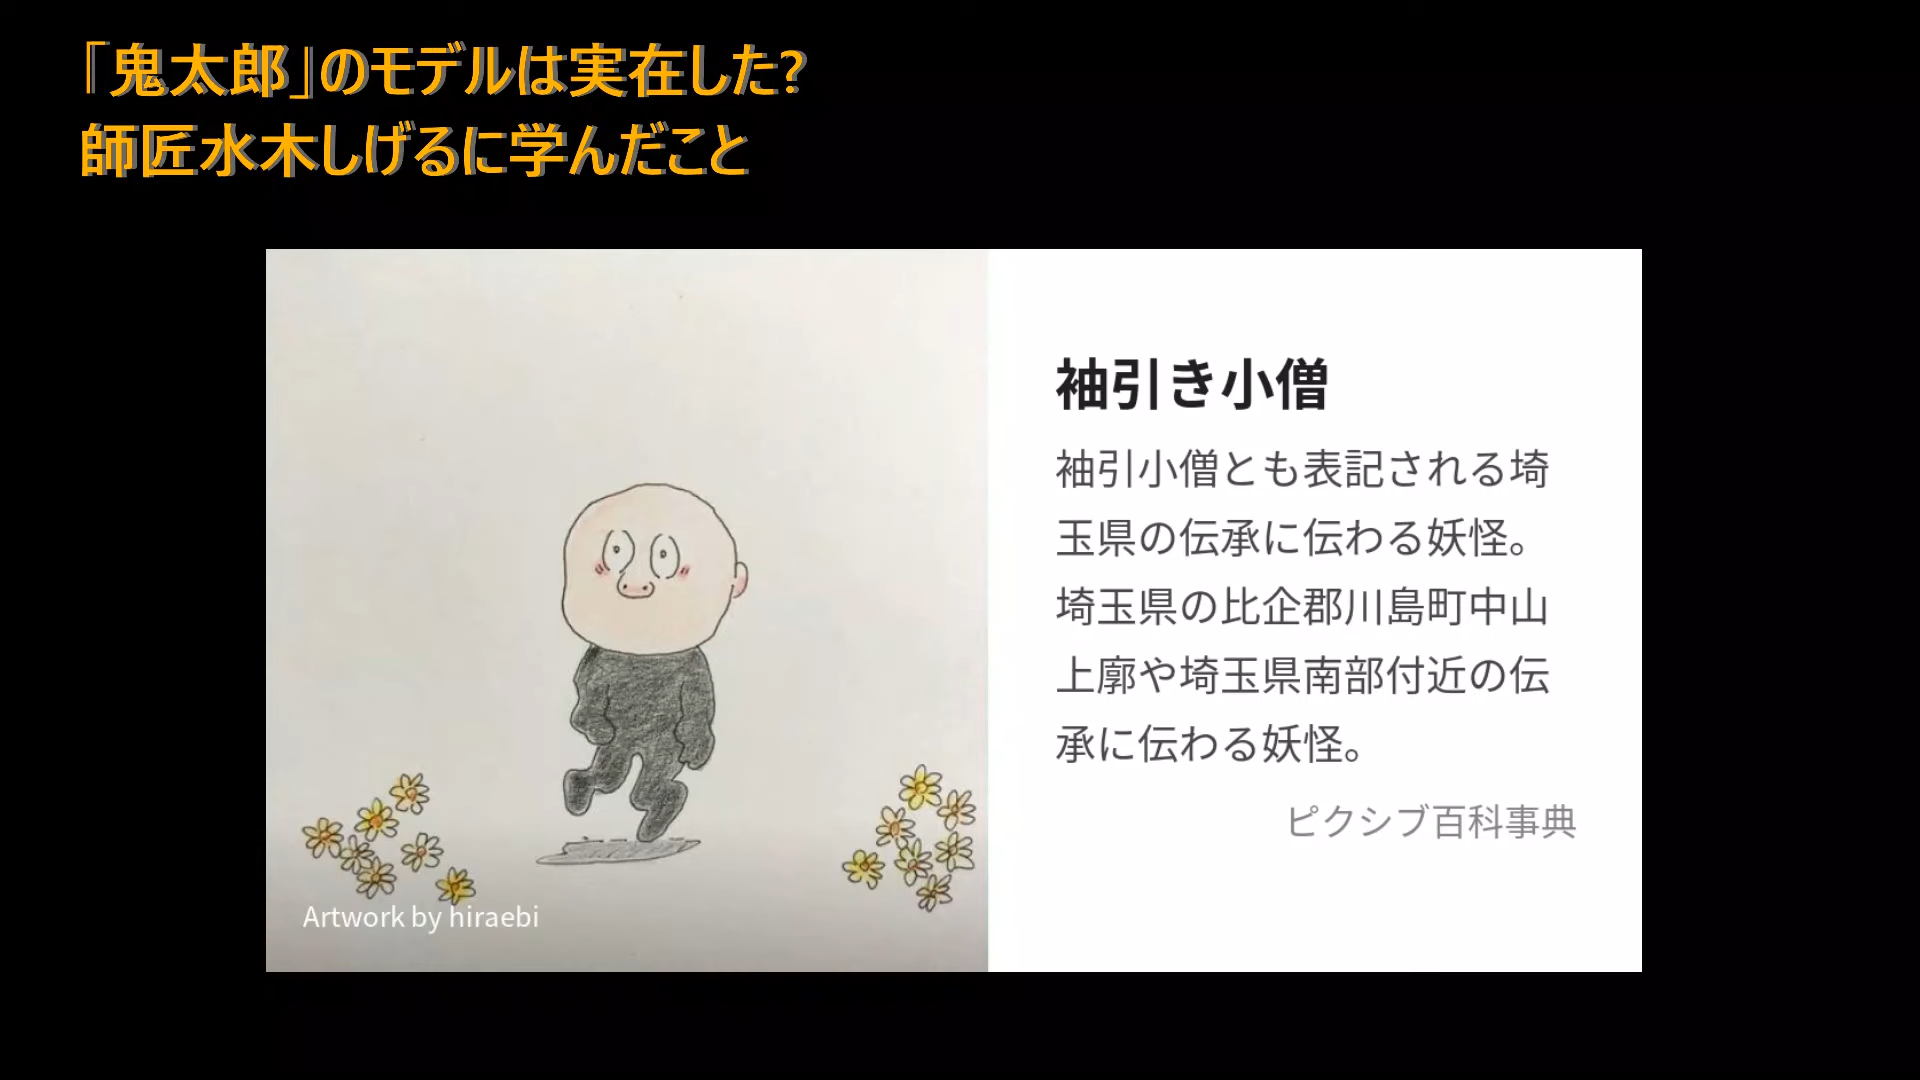 「鬼太郎」のモデルは実在した?
師匠水木しげるに学んだこと
袖引き小僧
袖引小僧とも表記される埼
玉県の伝承に伝わる妖怪。
埼玉県の比企郡川島町中山
上廓や埼玉県南部付近の伝
承に伝わる妖怪。
ピクシブ百科事典
Artwork by hiraebi